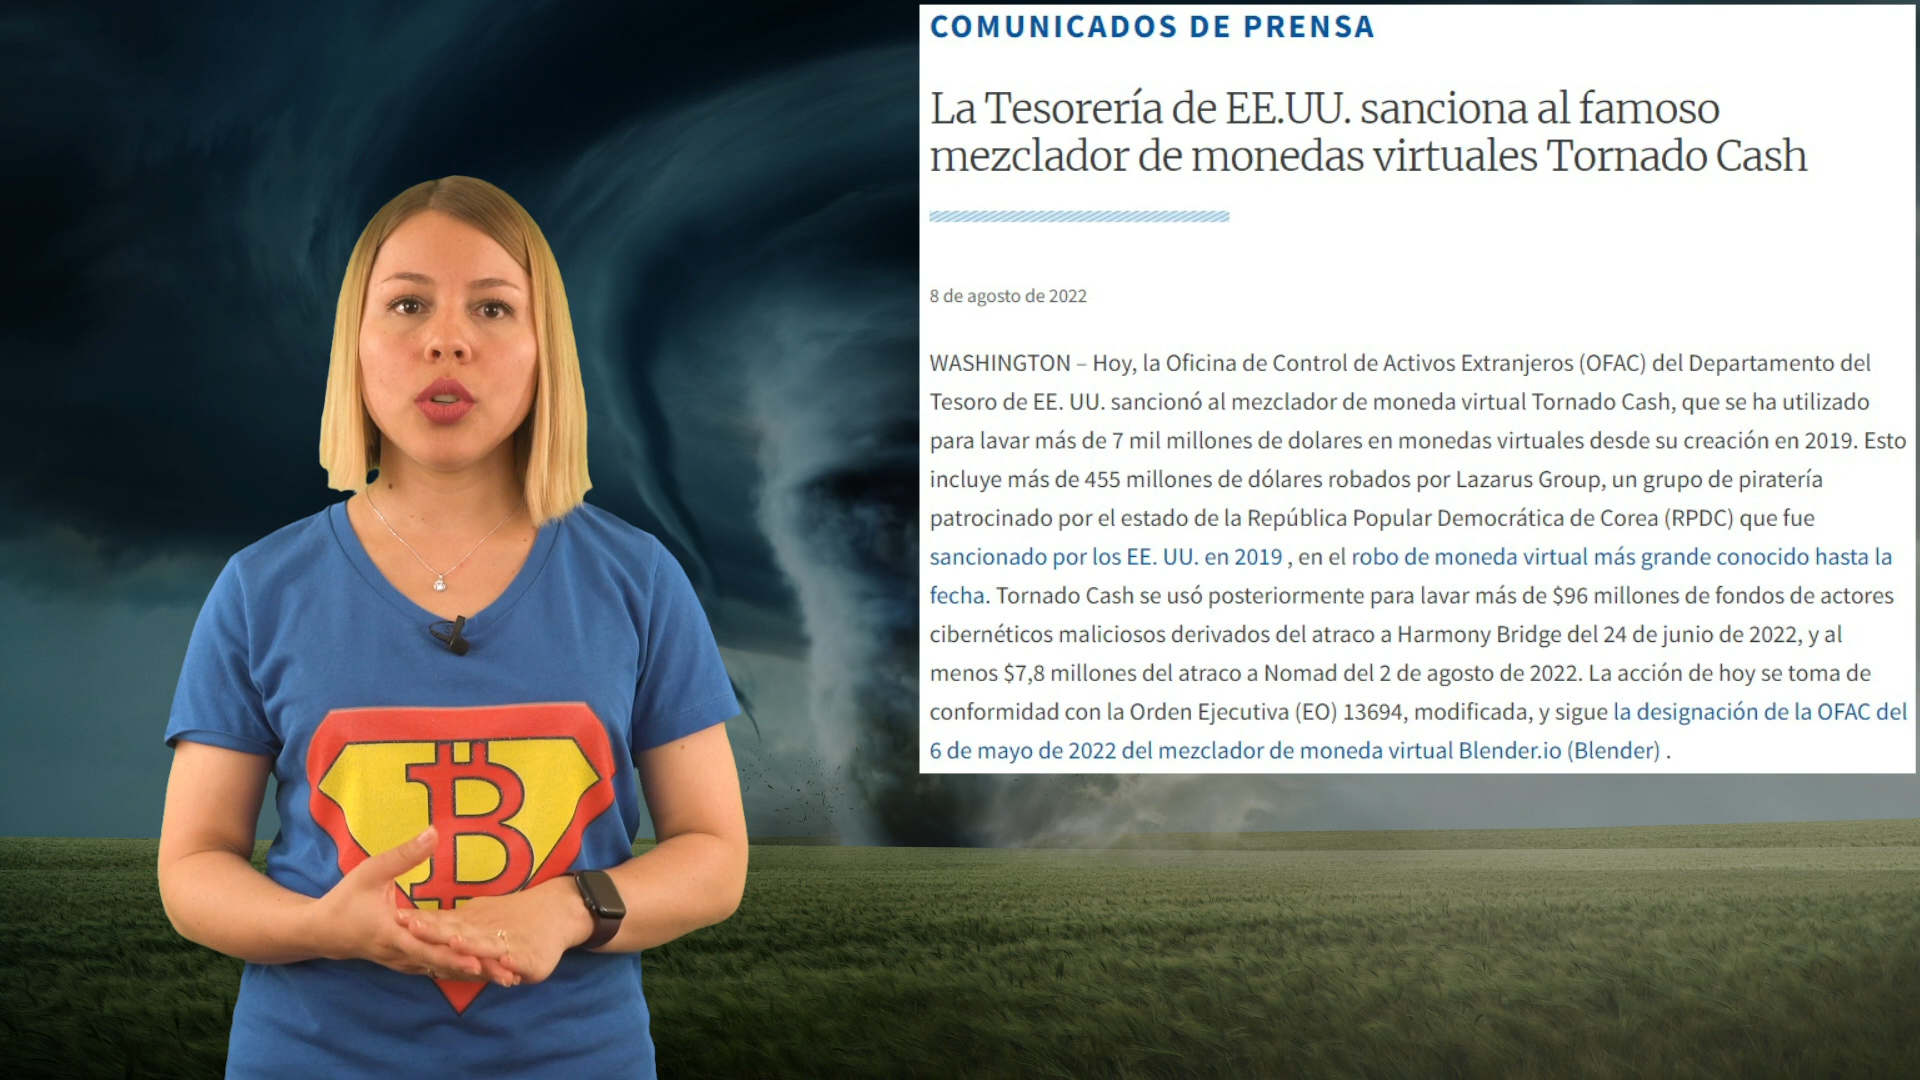 COMUNICADOS DE PRENSA
La Tesorería de EE.UU. sanciona al famoso
mezclador de monedas virtuales Tornado Cash
8 de agosto de 2022
WASHINGTON – Hoy, la Oficina de Control de Activos Extranjeros (OFAC) del Departamento del
Tesoro de EE. UU. sancionó al mezclador de moneda virtual Tornado Cash, que se ha utilizado
para lavar más de 7 mil millones de dolares en monedas virtuales desde su creación en 2019. Esto
incluye más de 455 millones de dólares robados por Lazarus Group, un grupo de piratería
patrocinado por el estado de la República Popular Democrática de Corea (RPDC) que fue
sancionado por los EE. UU. en 2019 , en el robo de moneda virtual más grande conocido hasta la
fecha. Tornado Cash se usó posteriormente para lavar más de $96 millones de fondos de actores
cibernéticos maliciosos derivados del atraco a Harmony Bridge del 24 de junio de 2022, y al
menos $7,8 millones del atraco a Nomad del 2 de agosto de 2022. La acción de hoy se toma de
conformidad con la Orden Ejecutiva (EO) 13694, modificada, y sigue la designación de la OFAC del
6 de mayo de 2022 del mezclador de moneda virtual Blender.io (Blender) .